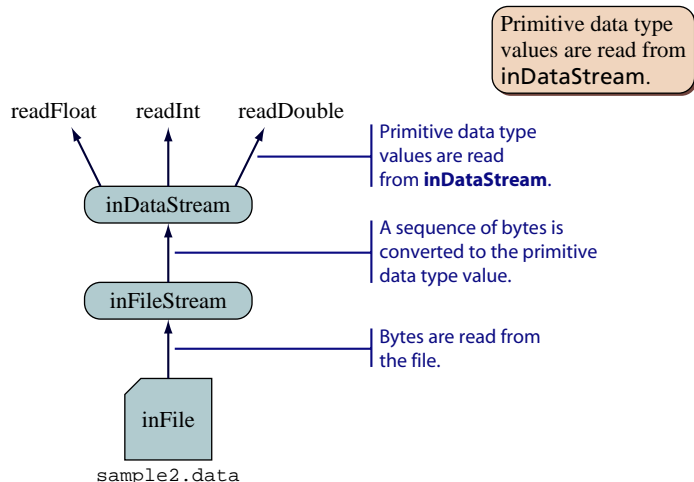 Primitive data type
values are read from
inDataStream.
readFloat readInt readDouble
Primitive data type
values are read
from inDataStream.
inDataStream
A sequence of bytes is
converted to the primitive
data type value.
inFileStream
Bytes are read from
the file.
inFile
sample2.data